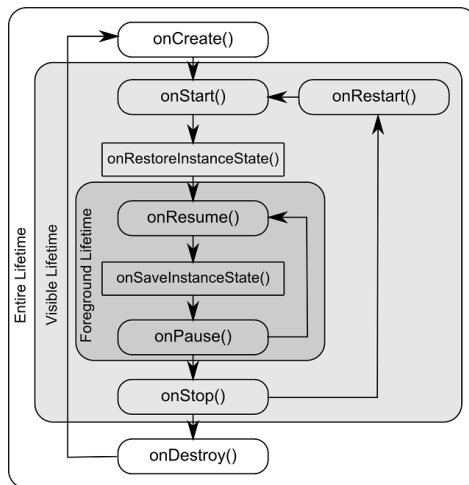 onCreate()
onStart()
onRestart()
onRestoreInstanceState()
onResume()
onSaveInstanceState()
onPause()
onStop()
onDestroy()
Entire Lifetime
Visible Lifetime
Foreground Lifetime